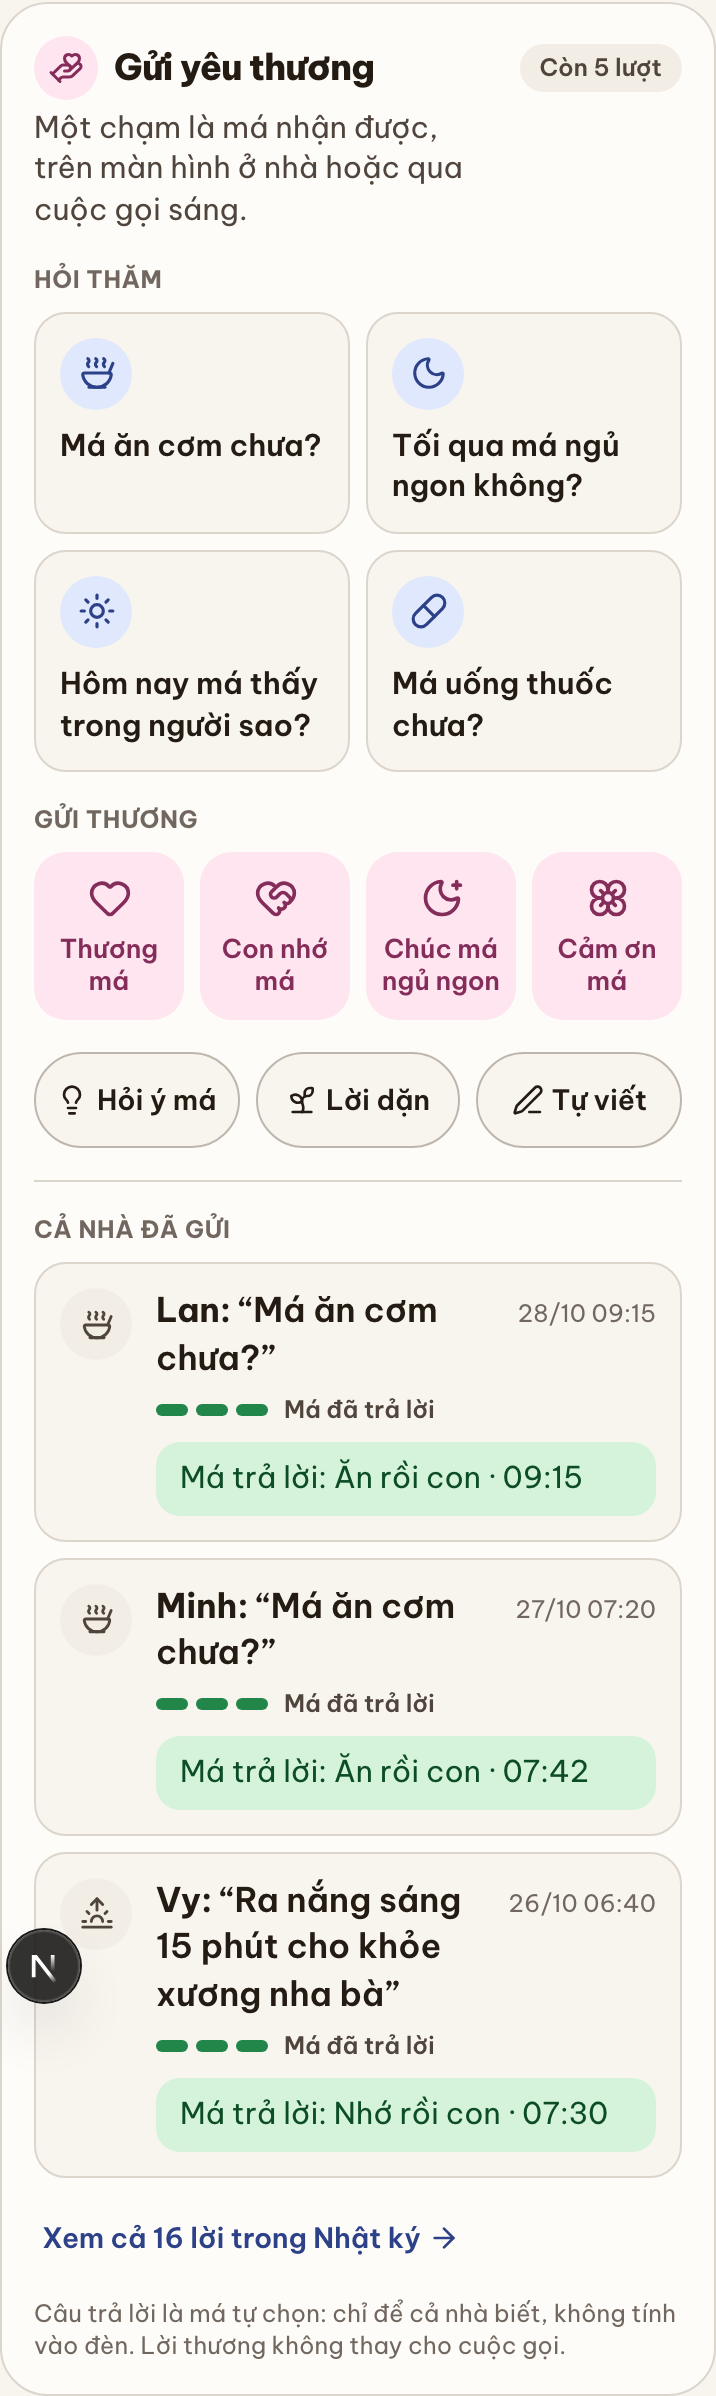 Gửi yêu thương
Còn 5 lượt
Một chạm là má nhận được,
trên màn hình ở nhà hoặc qua
cuộc gọi sáng.
HỎI THĂM
Má ăn cơm chưa?
Tối qua má ngủ
ngon không?
Hôm nay má thấy
trong người sao?
Má uống thuốc
chưa?
GỬI THƯƠNG
Thương
má
Con nhớ
má
Chúc má
ngủ ngon
Cảm ơn
má
Hỏi ý má
Lời dặn
Tự viết
CẢ NHÀ ĐÃ GỬI
Lan: “Má ăn cơm
chưa?”
28/10 09:15
Má đã trả lời
Má trả lời: Ăn rồi con · 09:15
Minh: “Má ăn cơm
chưa?”
27/10 07:20
Má đã trả lời
Má trả lời: Ăn rồi con · 07:42
Vy: “Ra nắng sáng
15 phút cho khỏe
xương nha bà”
26/10 06:40
N
Má đã trả lời
Má trả lời: Nhớ rồi con · 07:30
Xem cả 16 lời trong Nhật ký →
Câu trả lời là má tự chọn: chỉ để cả nhà biết, không tính
vào đèn. Lời thương không thay cho cuộc gọi.